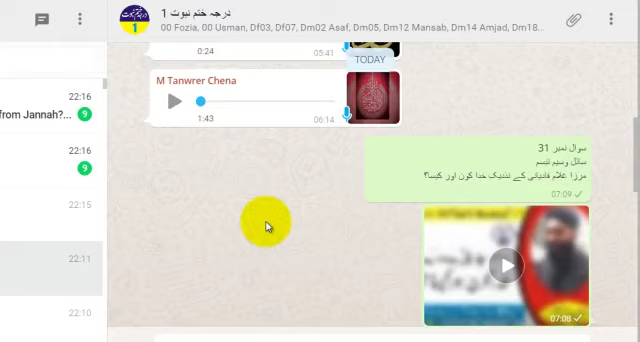 درجہ ختم نبوت 1
00 Fozia, 00 Usman, Df03, Df07, Dm02 Asaf, Dm05, Dm12 Mansab, Dm14 Amjad, Dm18...
0:24
05:41
TODAY
M Tanwrer Chena
1:43
06:14
22:16
from Jannah?...
9
22:16
9
22:15
22:11
22:10
سوال نمبر 31
سائل وسیم تبسم
مرزا غلام قادیانی کے نذدیک خدا کون اور کیسا؟
07:09
07:08